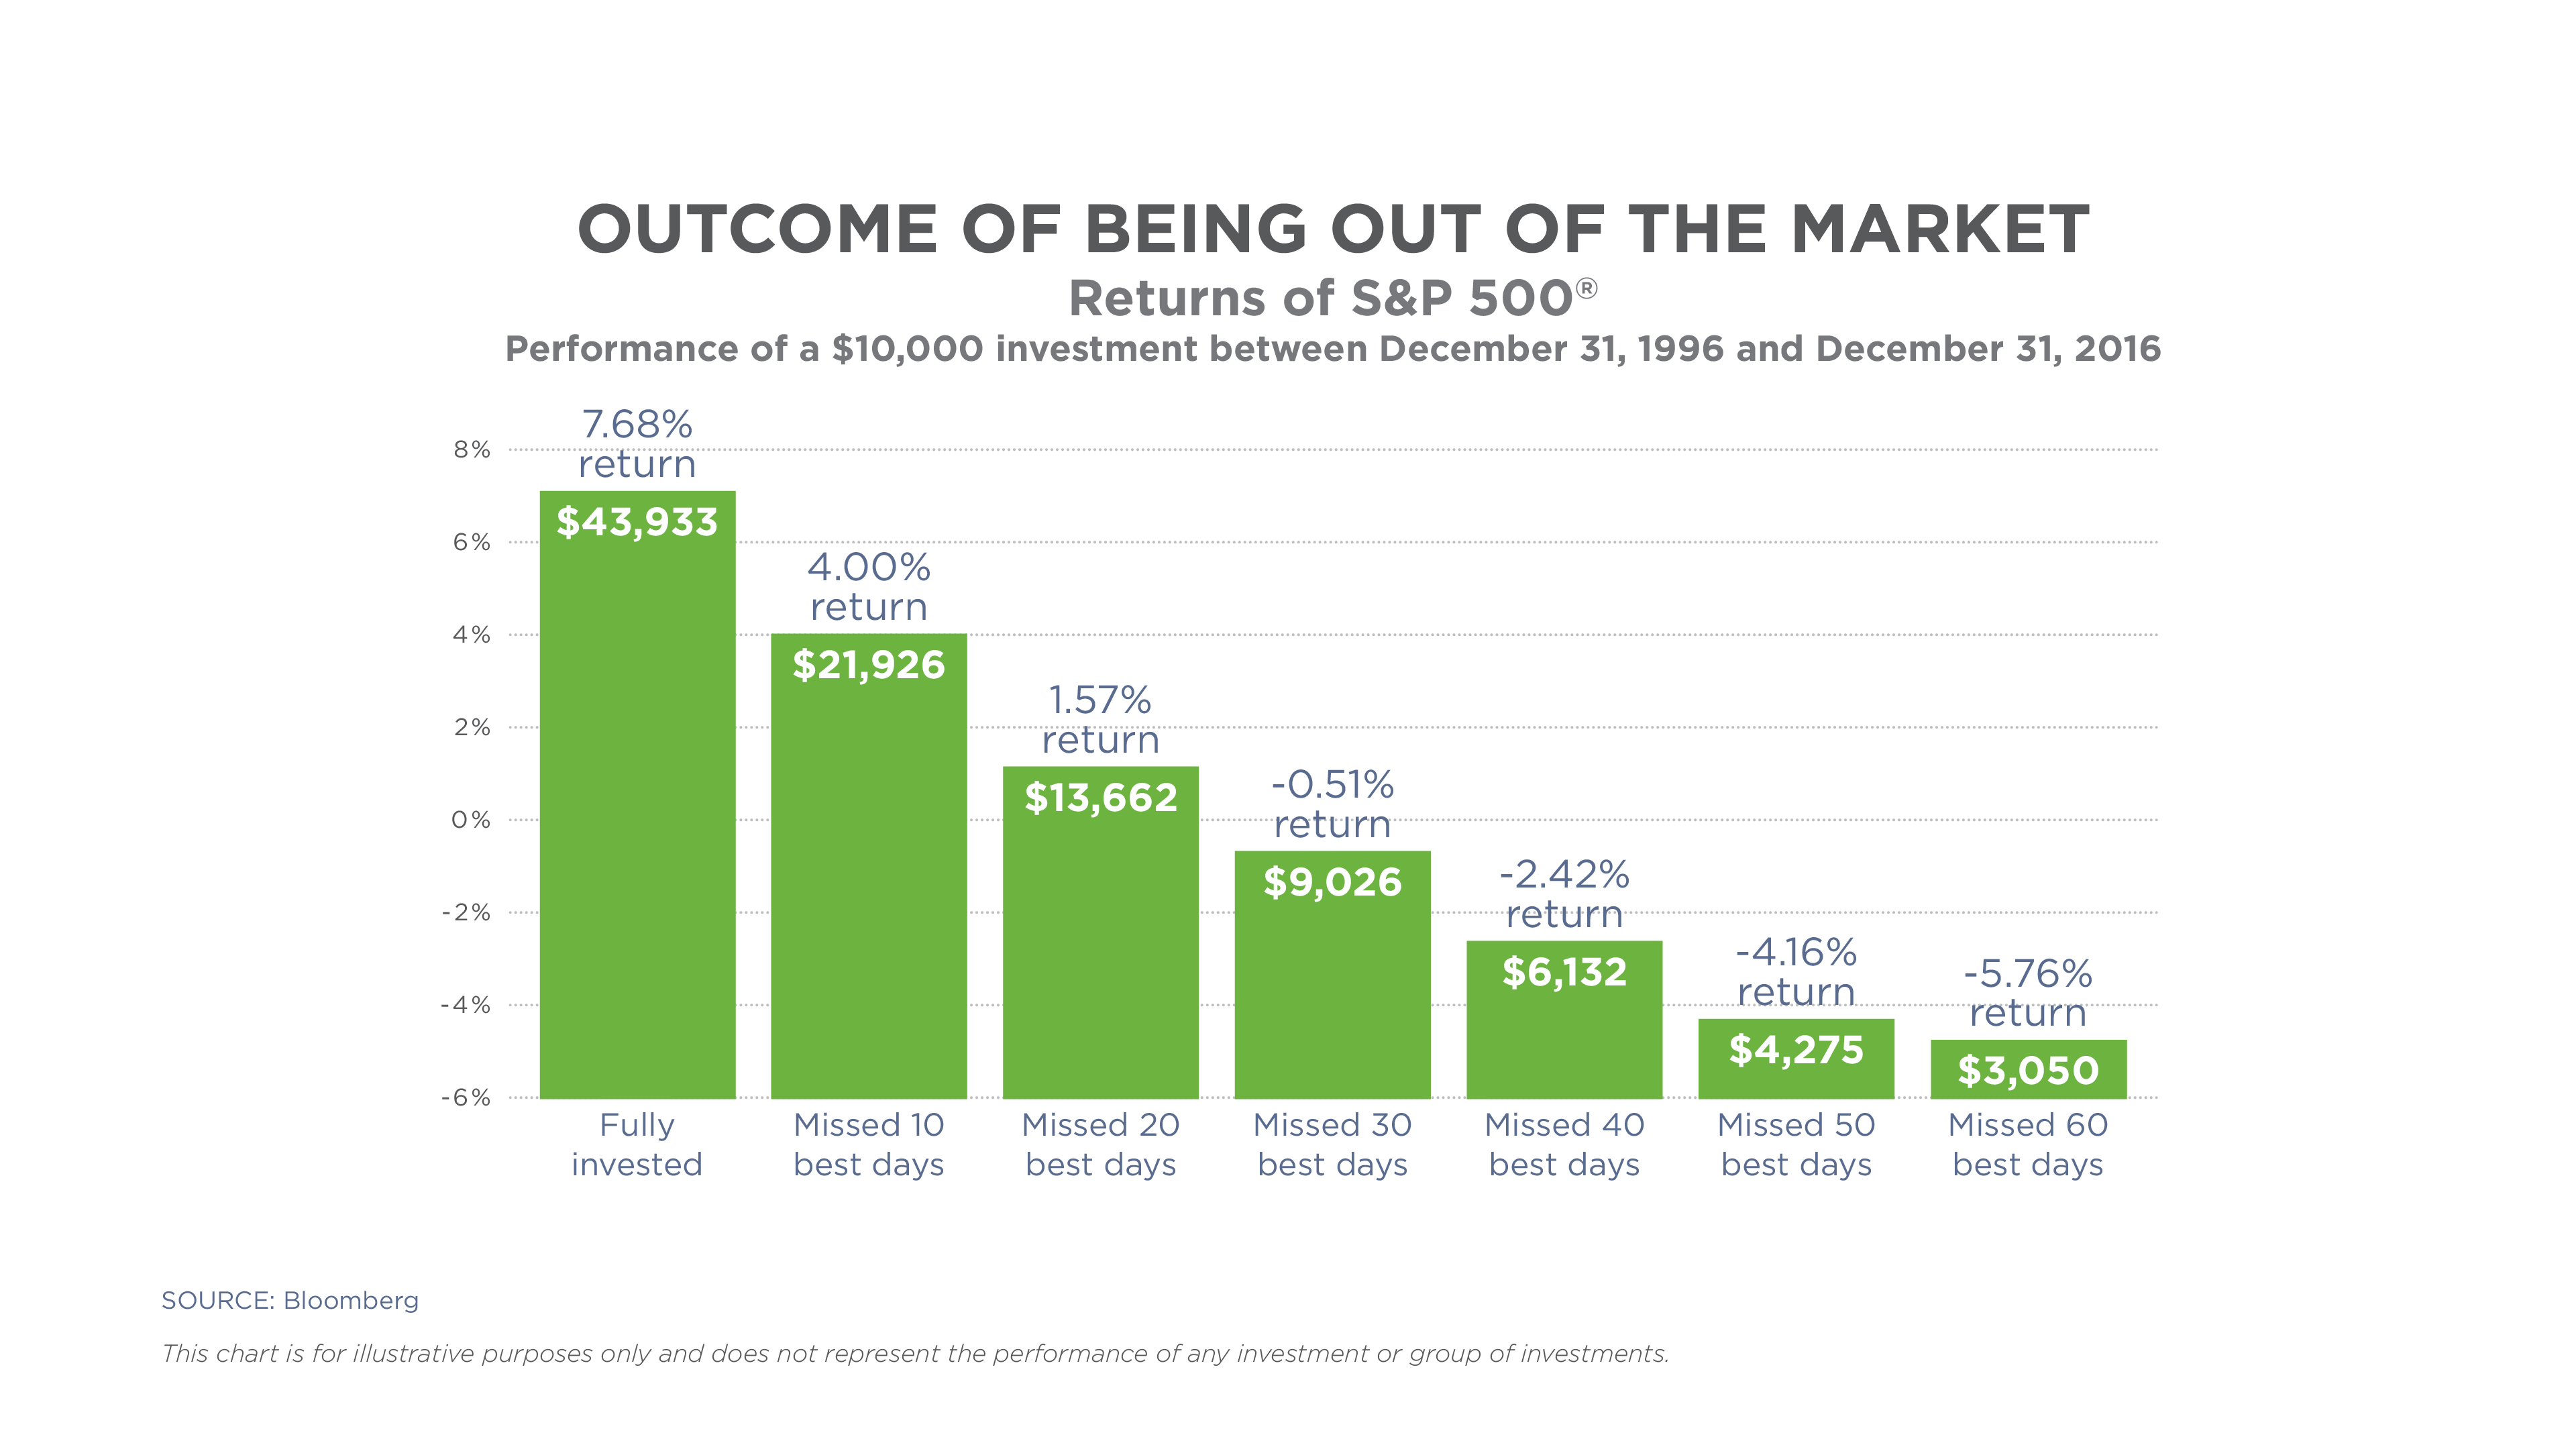 OUTCOME OF BEING OUT OF THE MARKET
Returns of S&P 500®
Performance of a $10,000 investment between December 31, 1996 and December 31, 2016
8%
6%
4%
2%
0%
-2%
-4%
-6%
7.68%
return
$43,933
4.00%
return
$21,926
1.57%
return
$13,662
-0.51%
return
$9,026
-2.42%
return
$6,132
-4.16%
return
$4,275
-5.76%
return
$3,050
Fully
invested
Missed 10
best days
Missed 20
best days
Missed 30
best days
Missed 40
best days
Missed 50
best days
Missed 60
best days
SOURCE: Bloomberg
This chart is for illustrative purposes only and does not represent the performance of any investment or group of investments.